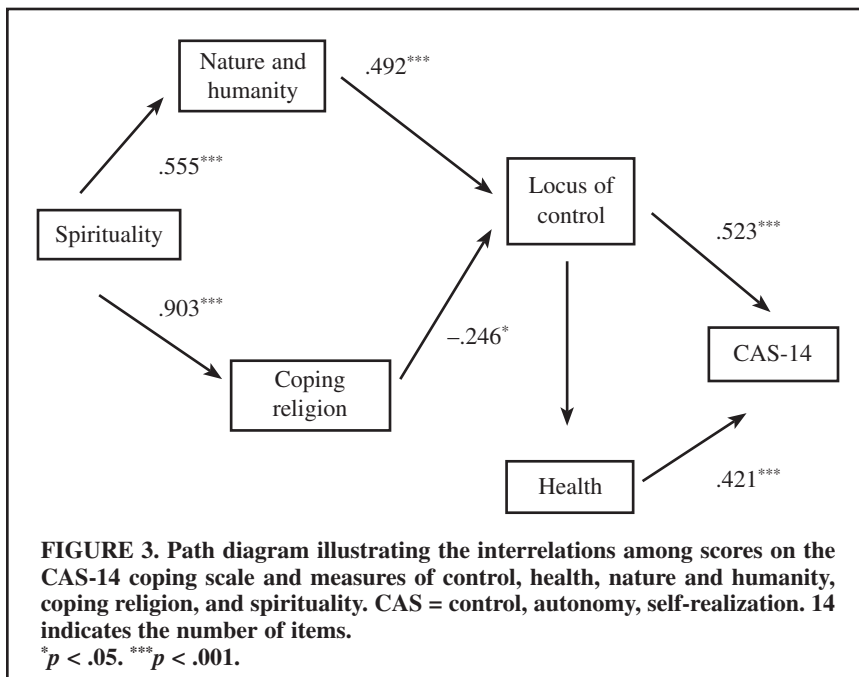 Nature and
humanity
.492***
.555***
Locus of
control
Spirituality
.523***
.903***
–.246*
CAS-14
Coping
religion
Health
.421***
FIGURE 3. Path diagram illustrating the interrelations among scores on the
CAS-14 coping scale and measures of control, health, nature and humanity,
coping religion, and spirituality. CAS = control, autonomy, self-realization. 14
indicates the number of items.
*p < .05. ***p < .001.